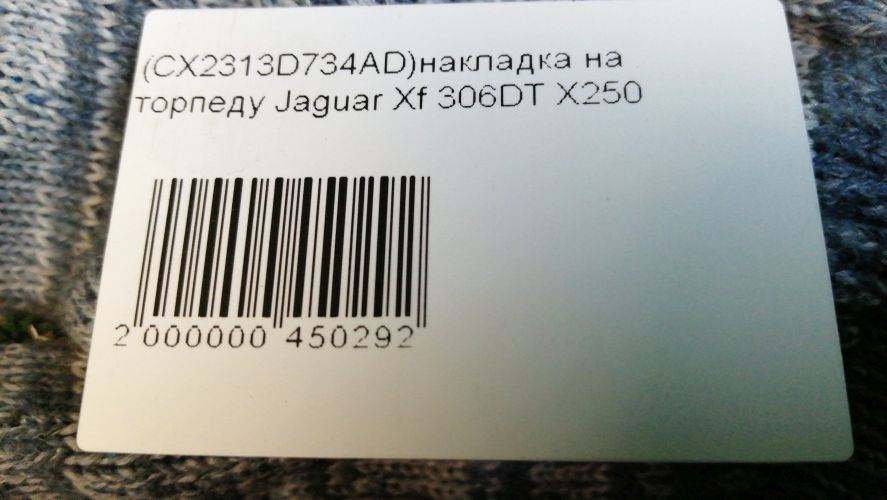 (CX2313D734AD)накладка на
торпеду Jaguar Xf 306DT X250
2 000000 450292